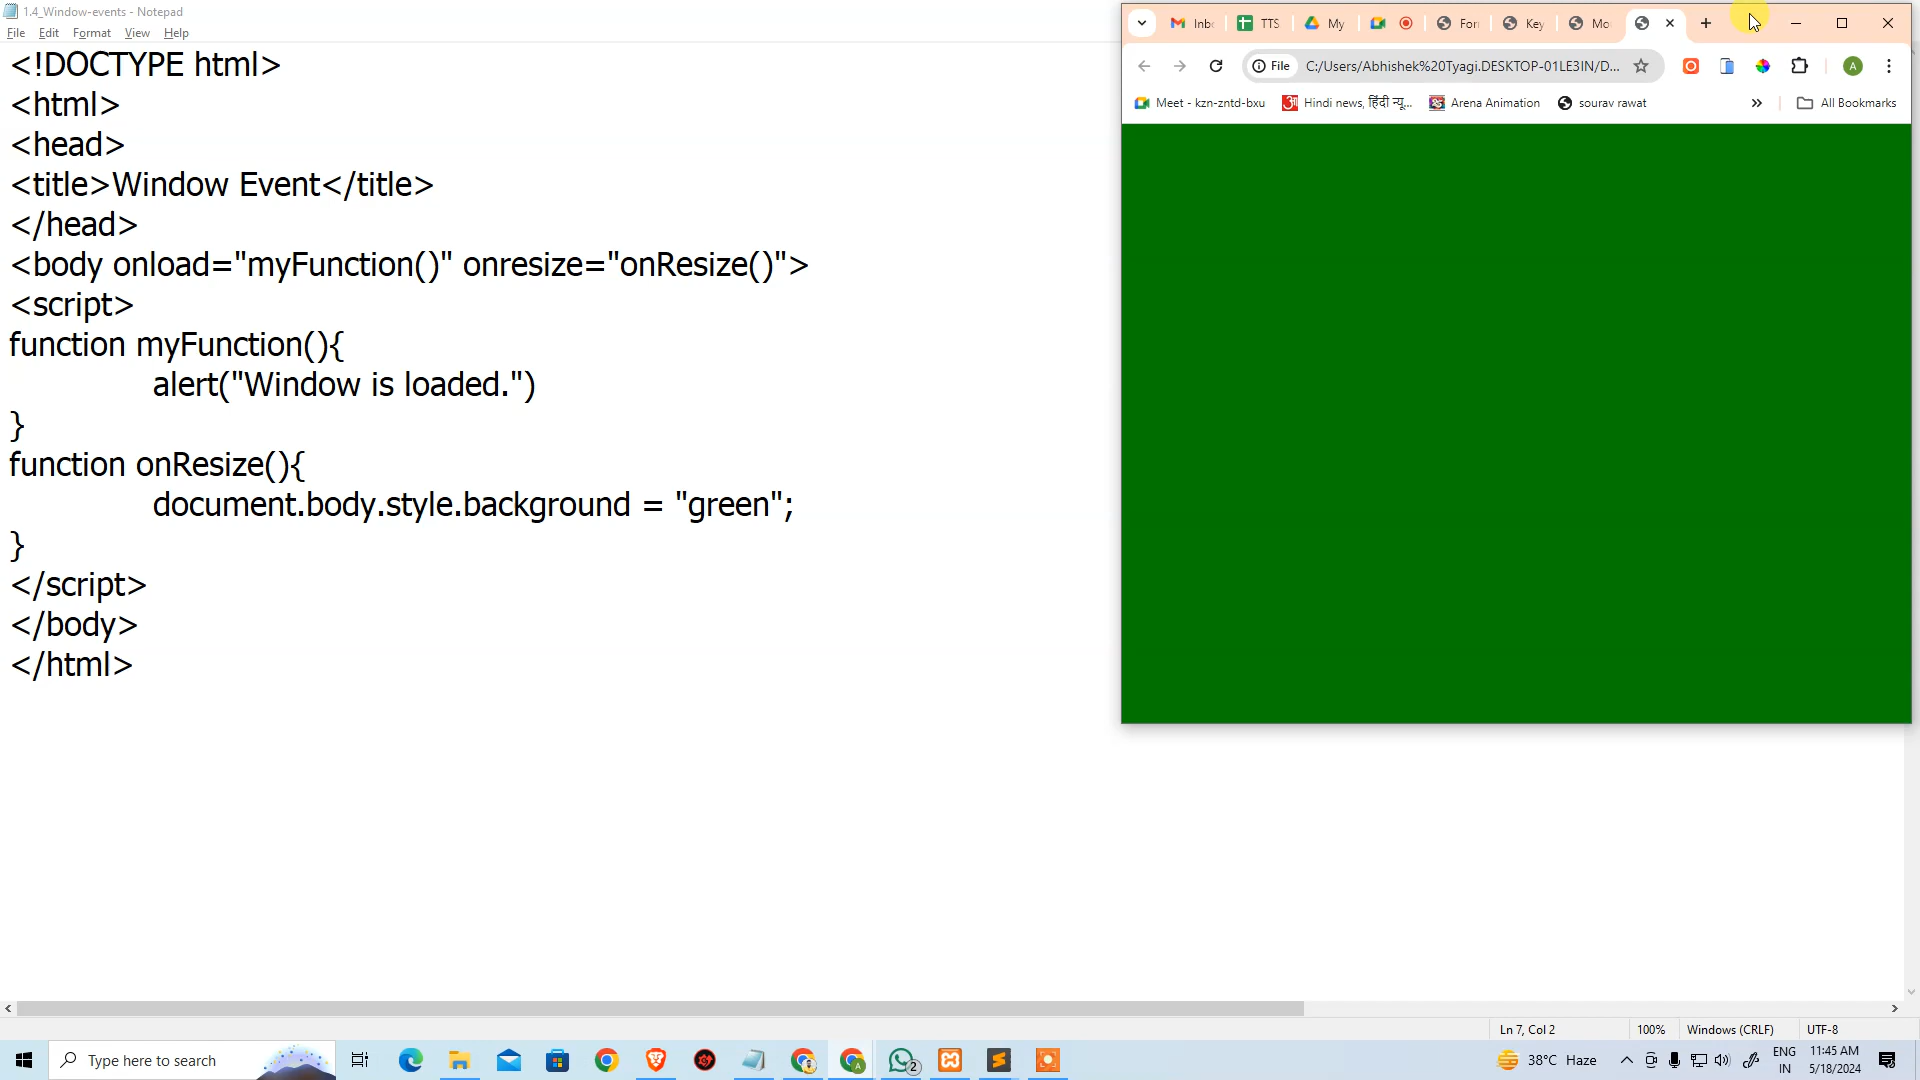 1.4_Window-events - Notepad
File Edit Format View Help
<!DOCTYPE html>
<html>
<head>
<title>Window Event</title>
</head>
<body onload="myFunction()" onresize="onResize()">
<script>
function myFunction(){
alert("Window is loaded.")
}
function onResize(){
document.body.style.background = "green";
}
</script>
</body>
</html>
Inb TTS My For Key Mo
File C:/Users/Abhishek%20Tyagi.DESKTOP-01LE3IN/D...
A
Meet - kzn-zntd-bxu Hindi news, हिंदी न्यू... Arena Animation sourav rawat » All Bookmarks
Ln 7, Col 2 100% Windows (CRLF) UTF-8
Type here to search
2
38°C Haze
ENG
IN
11:45 AM
5/18/2024